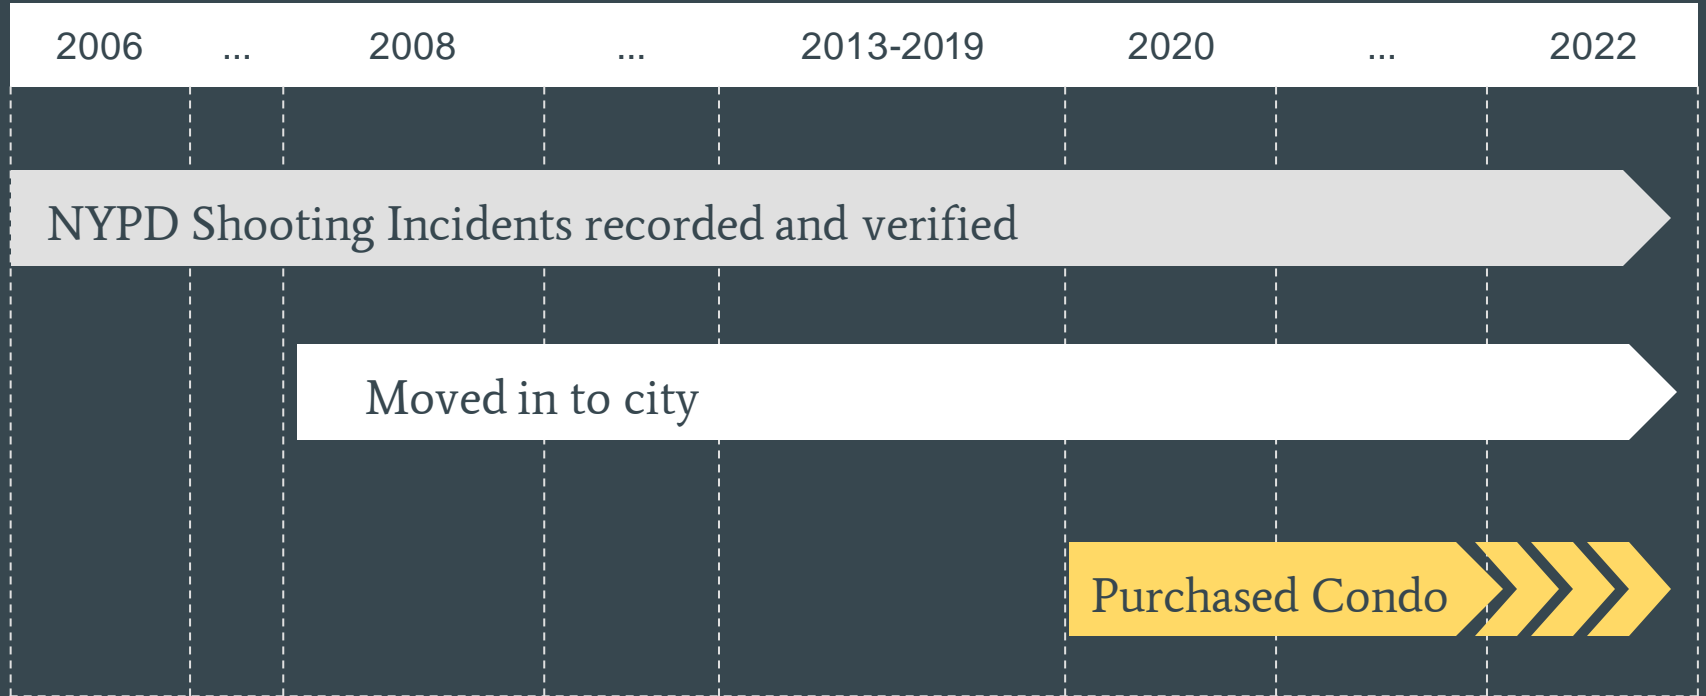 2006 ... 2008 ... 2013-2019 2020 ... 2022
NYPD Shooting Incidents recorded and verified
Moved in to city
Purchased Condo